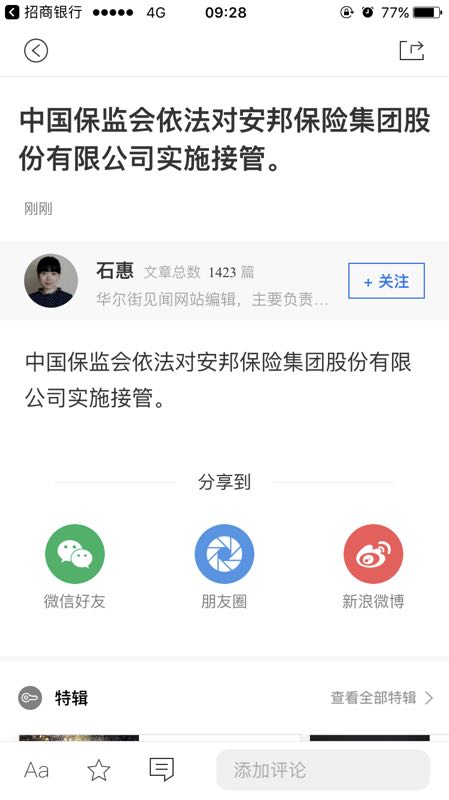 招商银行 4G 09:28 77%
中国保监会依法对安邦保险集团股
份有限公司实施接管。
刚刚
石惠 文章总数 1423 篇
华尔街见闻网站编辑，主要负责...
+ 关注
中国保监会依法对安邦保险集团股份有限
公司实施接管。
分享到
微信好友 朋友圈 新浪微博
特辑 查看全部特辑
Aa 添加评论